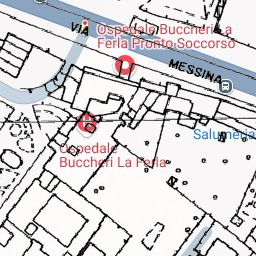 VIA
Ospedale Buccheri La
Ferla Pronto Soccorso
MESSINA
Salumeria
Ospedale
Buccheri La Ferla